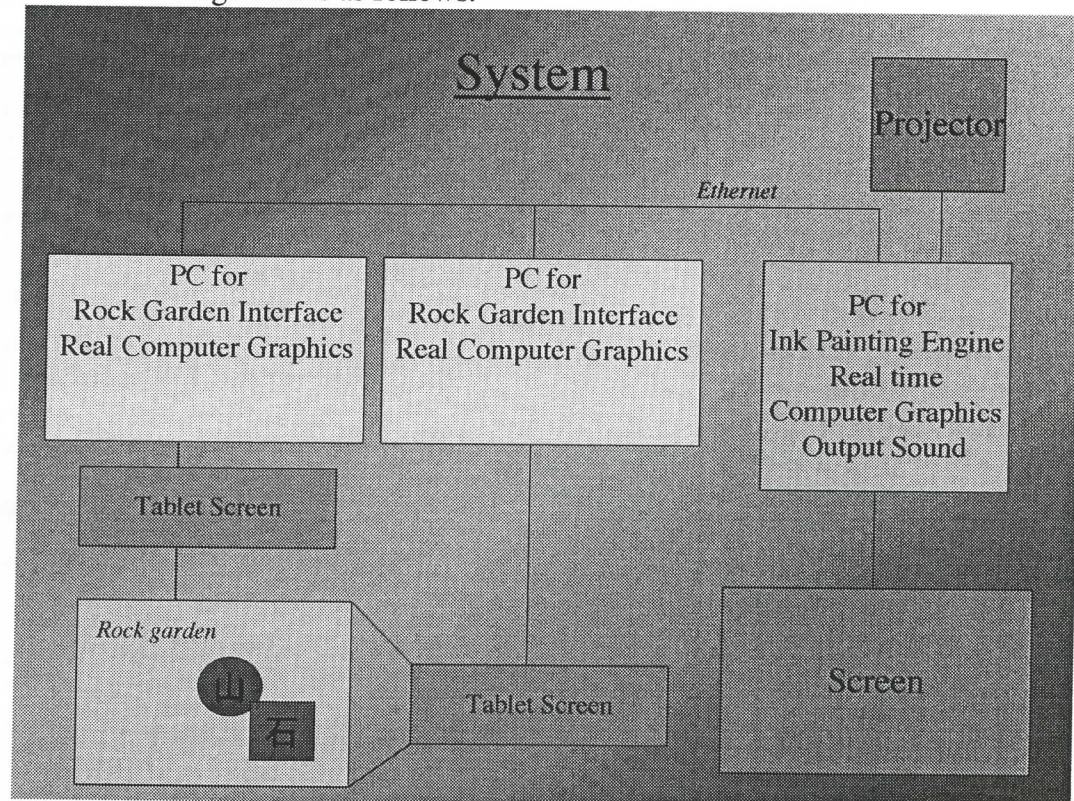 System
Projector
Ethernet
PC for
Rock Garden Interface
Real Computer Graphics
PC for
Rock Garden Interface
Real Computer Graphics
PC for
Ink Painting Engine
Real time
Computer Graphics
Output Sound
Tablet Screen
Rock garden
山
石
Tablet Screen
Screen